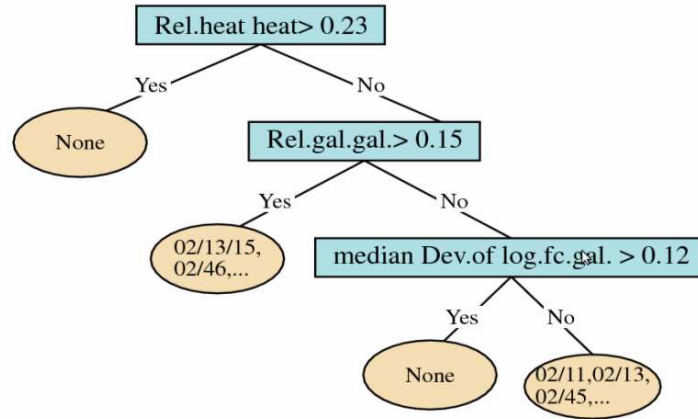 Rel.heat heat> 0.23
Yes
No
None
Rel.gal.gal.> 0.15
Yes
No
02/13/15,
02/46,...
median Dev.of log.fc.gal. > 0.12
Yes
No
None
02/11,02/13,
02/45,...